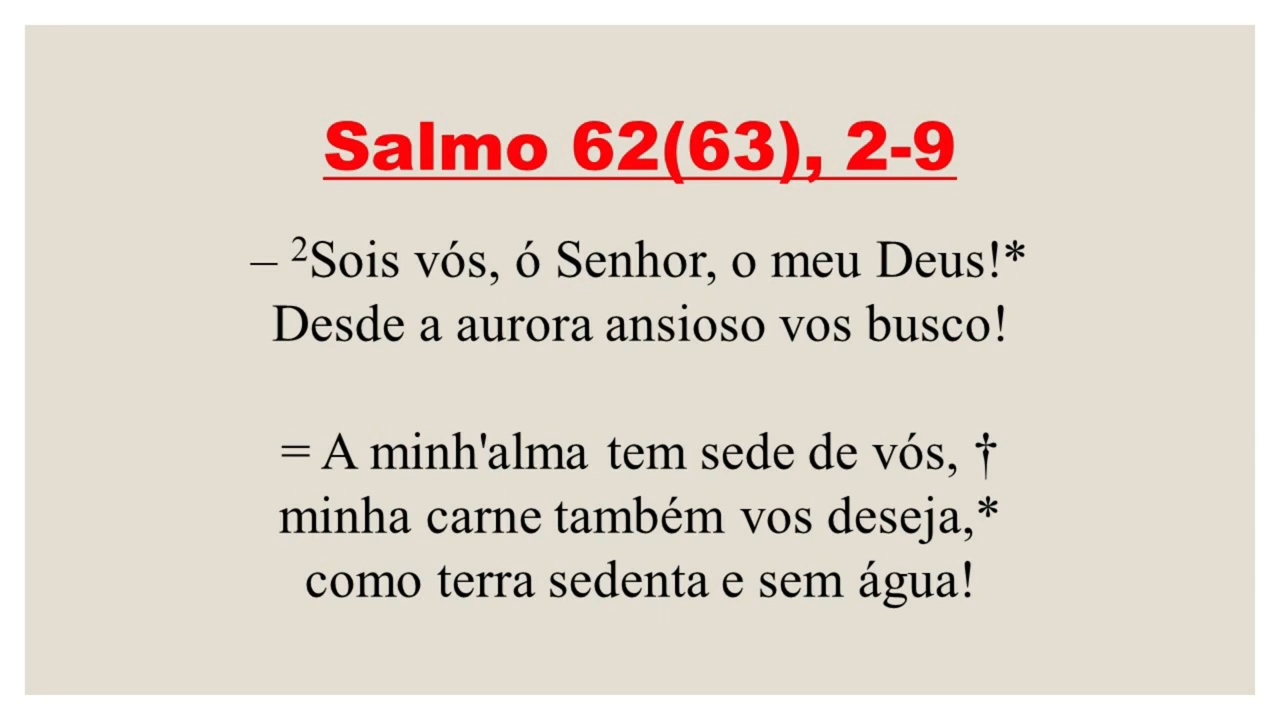 Salmo 62(63), 2-9
– ²Sois vós, ó Senhor, o meu Deus!*
Desde a aurora ansioso vos busco!
= A minh'alma tem sede de vós, †
minha carne também vos deseja,*
como terra sedenta e sem água!